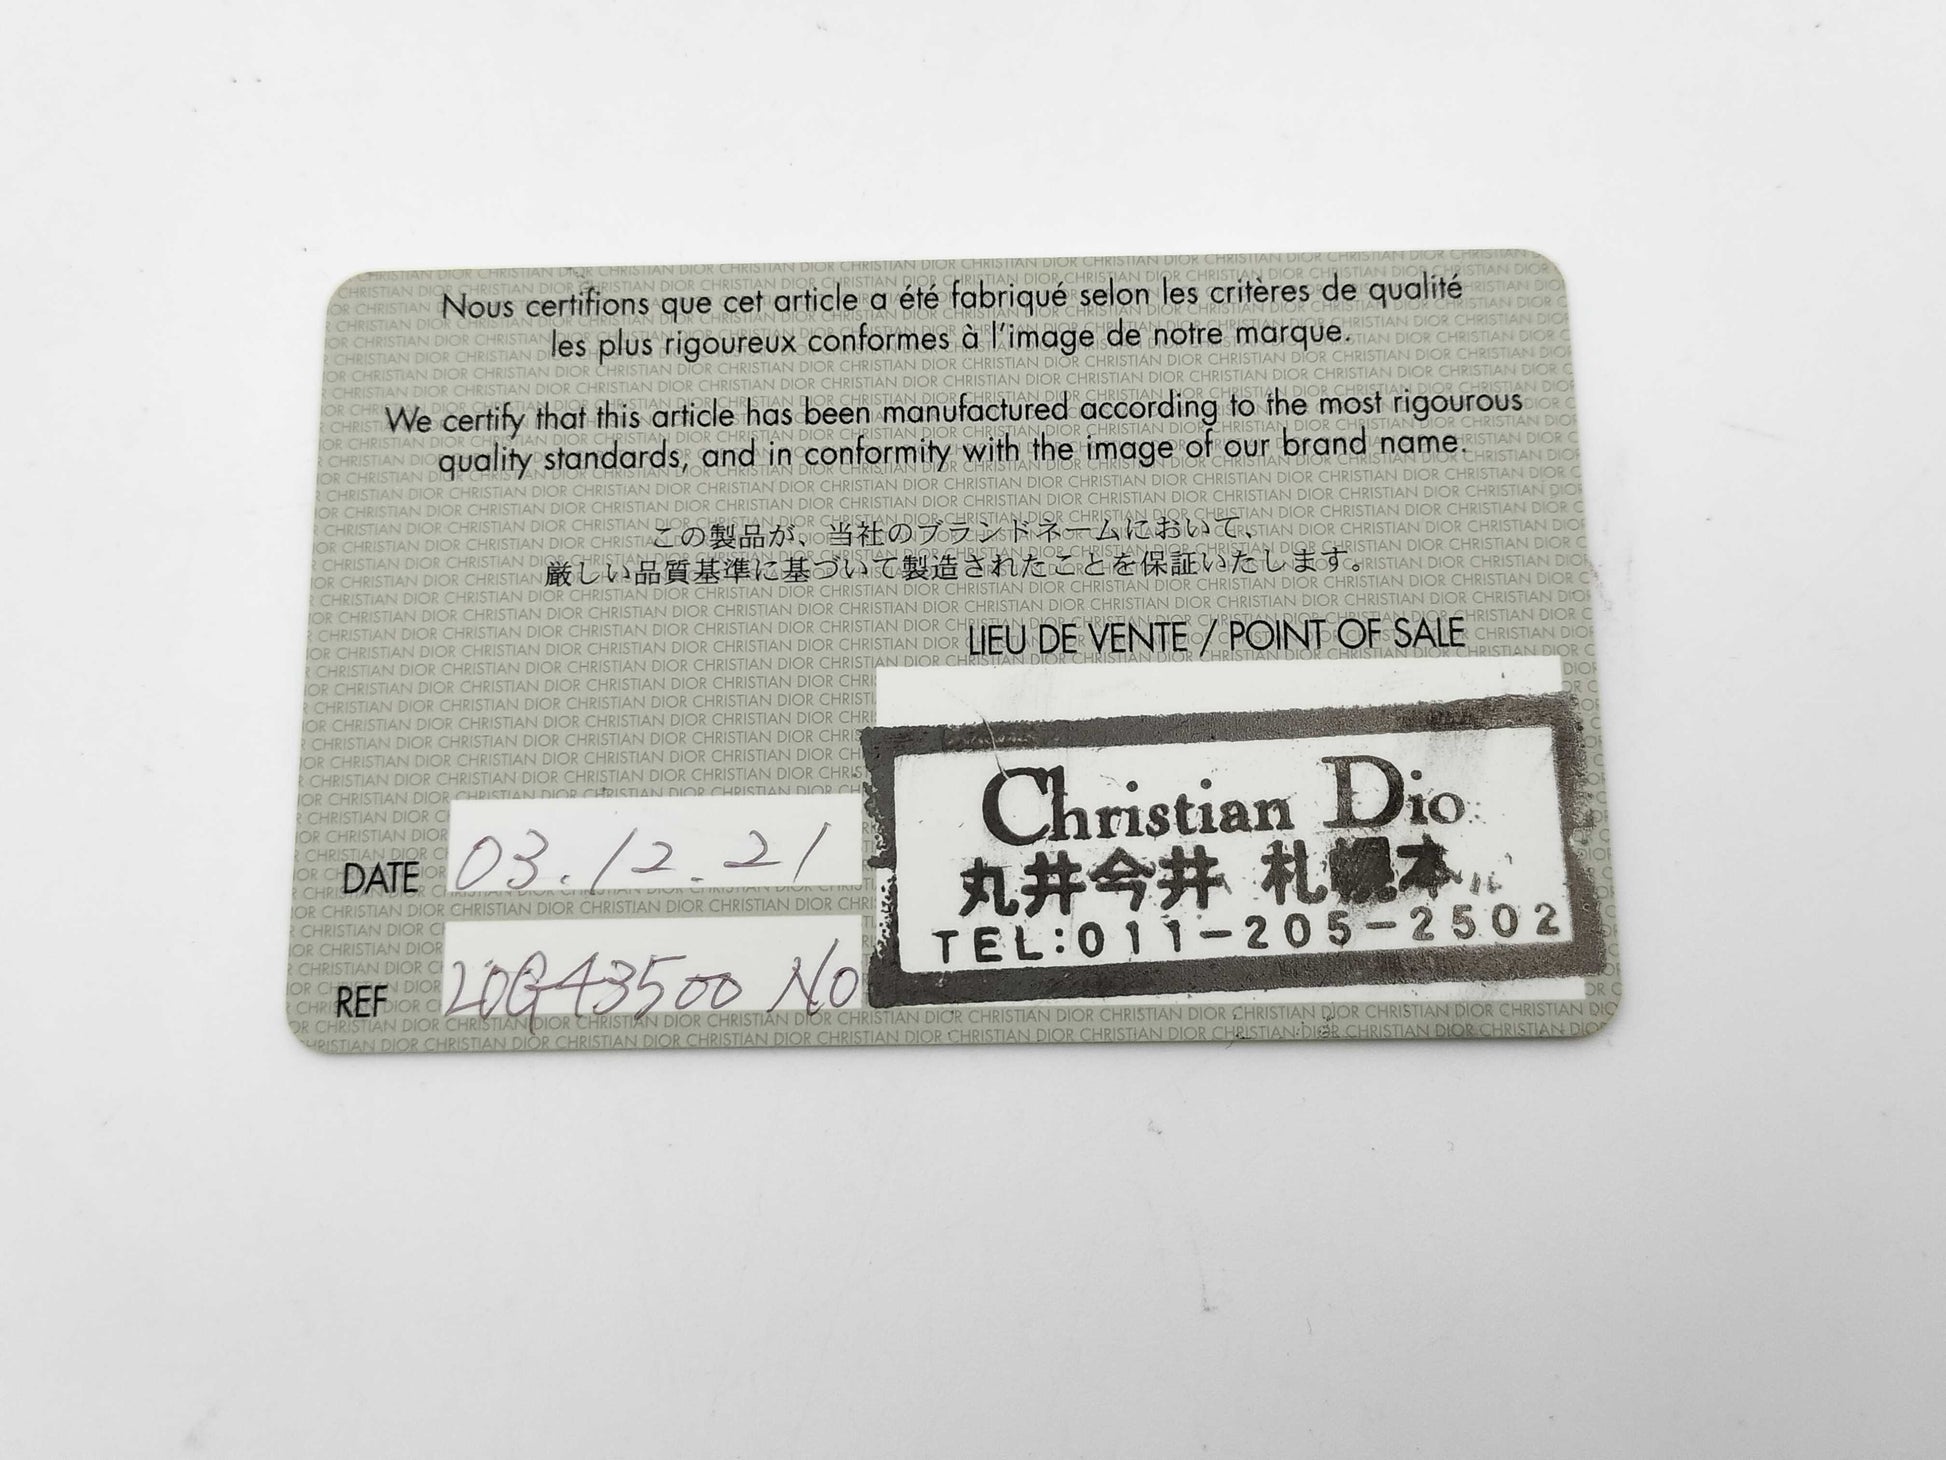 Nous certifions que cet article a été fabriqué selon les critères de qualité
les plus rigoureux conformes à l'image de notre marque.
We certify that this article has been manufactured according to the most rigourous
quality standards, and in conformity with the image of our brand name.
この製品が、当社のブランドネームにおいて、
厳しい品質基準に基づいて製造されたことを保証いたします。
LIEU DE VENTE / POINT OF SALE
Christian Dio
丸井今井 札幌本
TEL:011-205-2502
DATE 03.12.21
REF 20G43500 NO